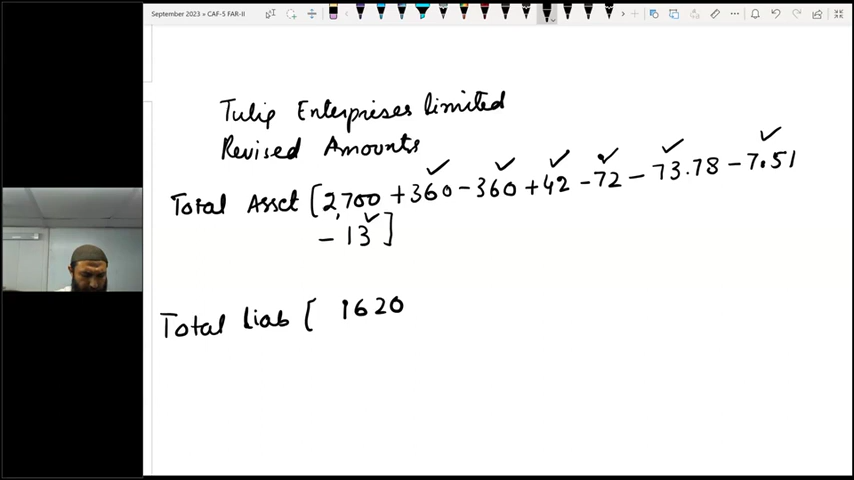 September 2023 » CAF-5 FAR-II
Tulip Enterprises limited
Revised Amounts
Total Asset [2,700 +360 - 360 +42 - 72 - 73.78 - 7.51
- 13 ]
Total liab [ 1620